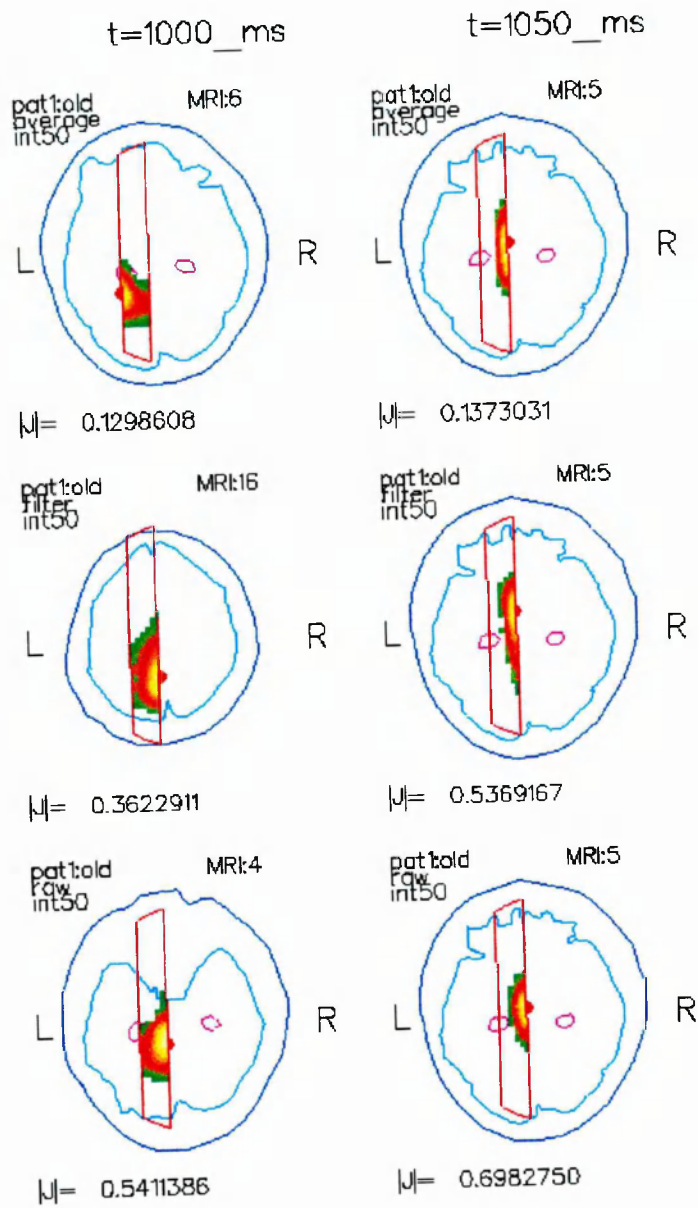 t=1000_ms
t=1050_ms
pat1:old
average
int50
MRI:6
L
R
|J|= 0.1298608
pat1:old
average
int50
MRI:5
L
R
|J|= 0.1373031
pat1:old
filter
int50
MRI:16
L
R
|J|= 0.3622911
pat1:old
filter
int50
MRI:5
L
R
|J|= 0.5369167
pat1:old
raw
int50
MRI:4
L
R
|J|= 0.5411386
pat1:old
raw
int50
MRI:5
L
R
|J|= 0.6982750